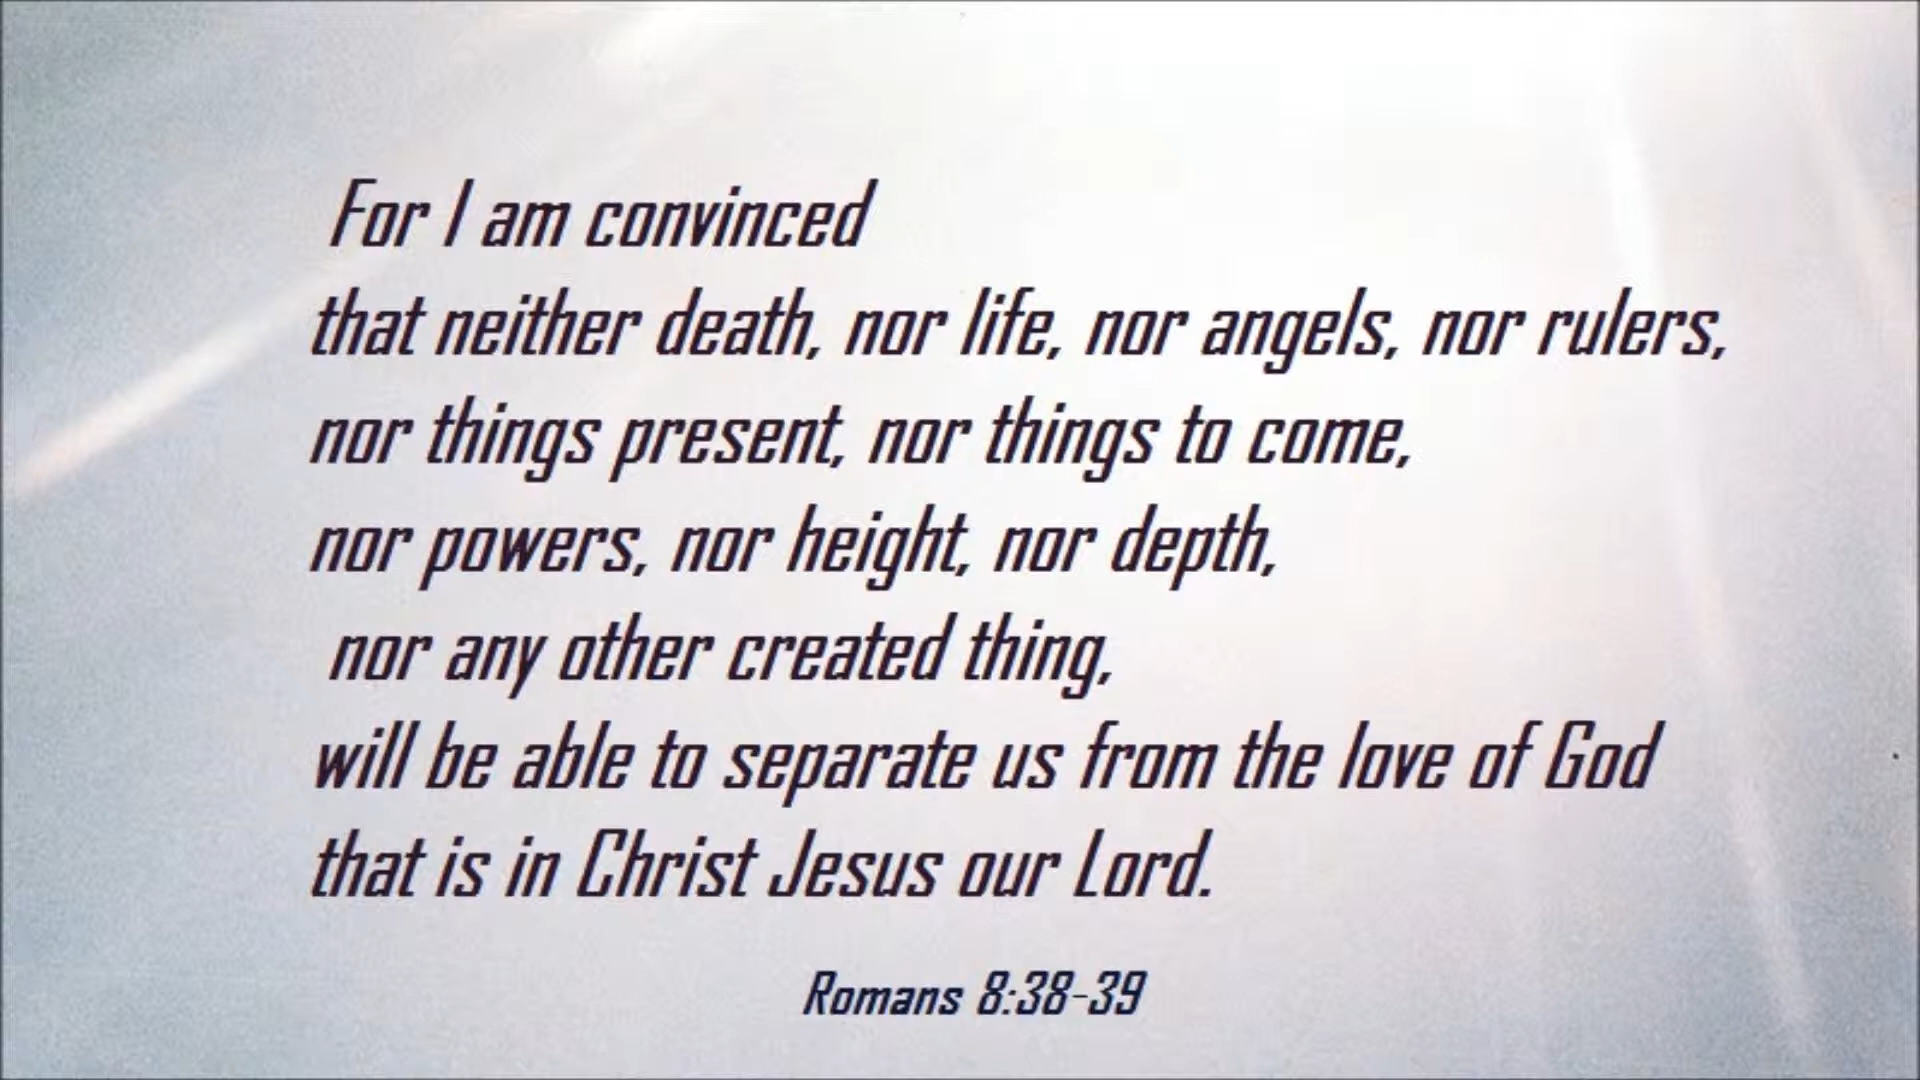 For I am convinced
that neither death, nor life, nor angels, nor rulers,
nor things present, nor things to come,
nor powers, nor height, nor depth,
nor any other created thing,
will be able to separate us from the love of God
that is in Christ Jesus our Lord.
Romans 8:38-39